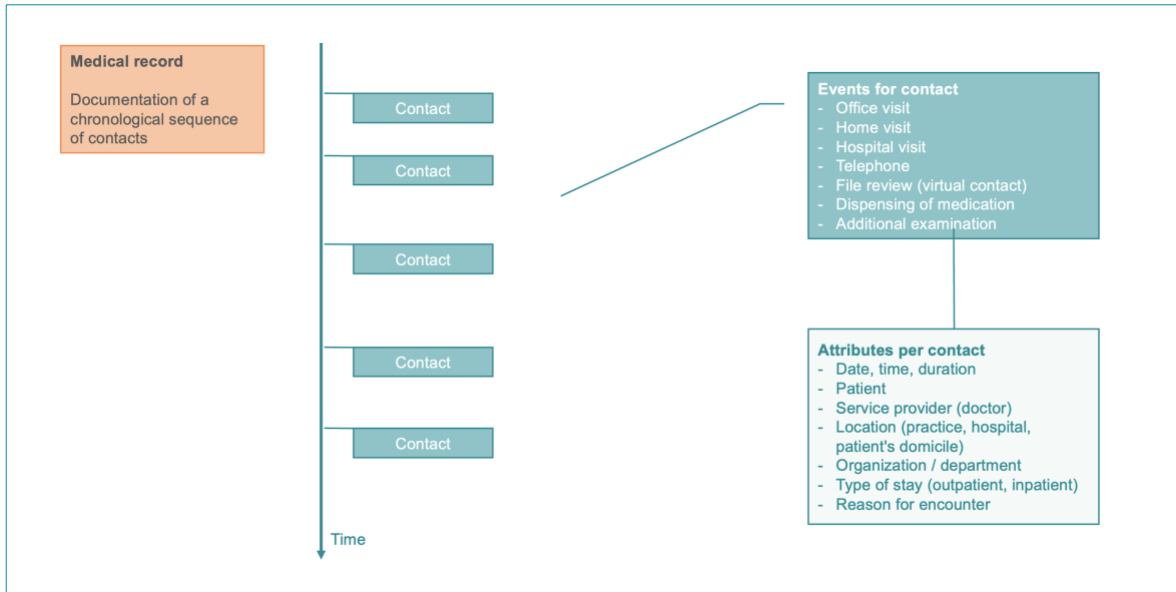 Medical record
Documentation of a
chronological sequence
of contacts
Contact
Contact
Contact
Contact
Contact
Time
Events for contact
- Office visit
- Home visit
- Hospital visit
- Telephone
- File review (virtual contact)
- Dispensing of medication
- Additional examination
Attributes per contact
- Date, time, duration
- Patient
- Service provider (doctor)
- Location (practice, hospital,
patient's domicile)
- Organization / department
- Type of stay (outpatient, inpatient)
- Reason for encounter